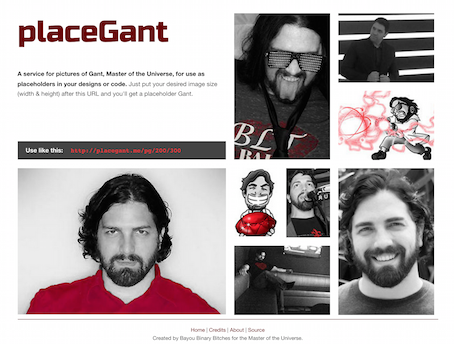 placeGant
A service for pictures of Gant, Master of the Universe, for use as
placeholders in your designs or code. Just put your desired image size
(width & height) after this URL and you'll get a placeholder Gant.
Use like this: http://placegant.me/pg/200/300
BLT
Home | Credits | About | Source
Created by Bayou Binary Bitches for the Master of the Universe.